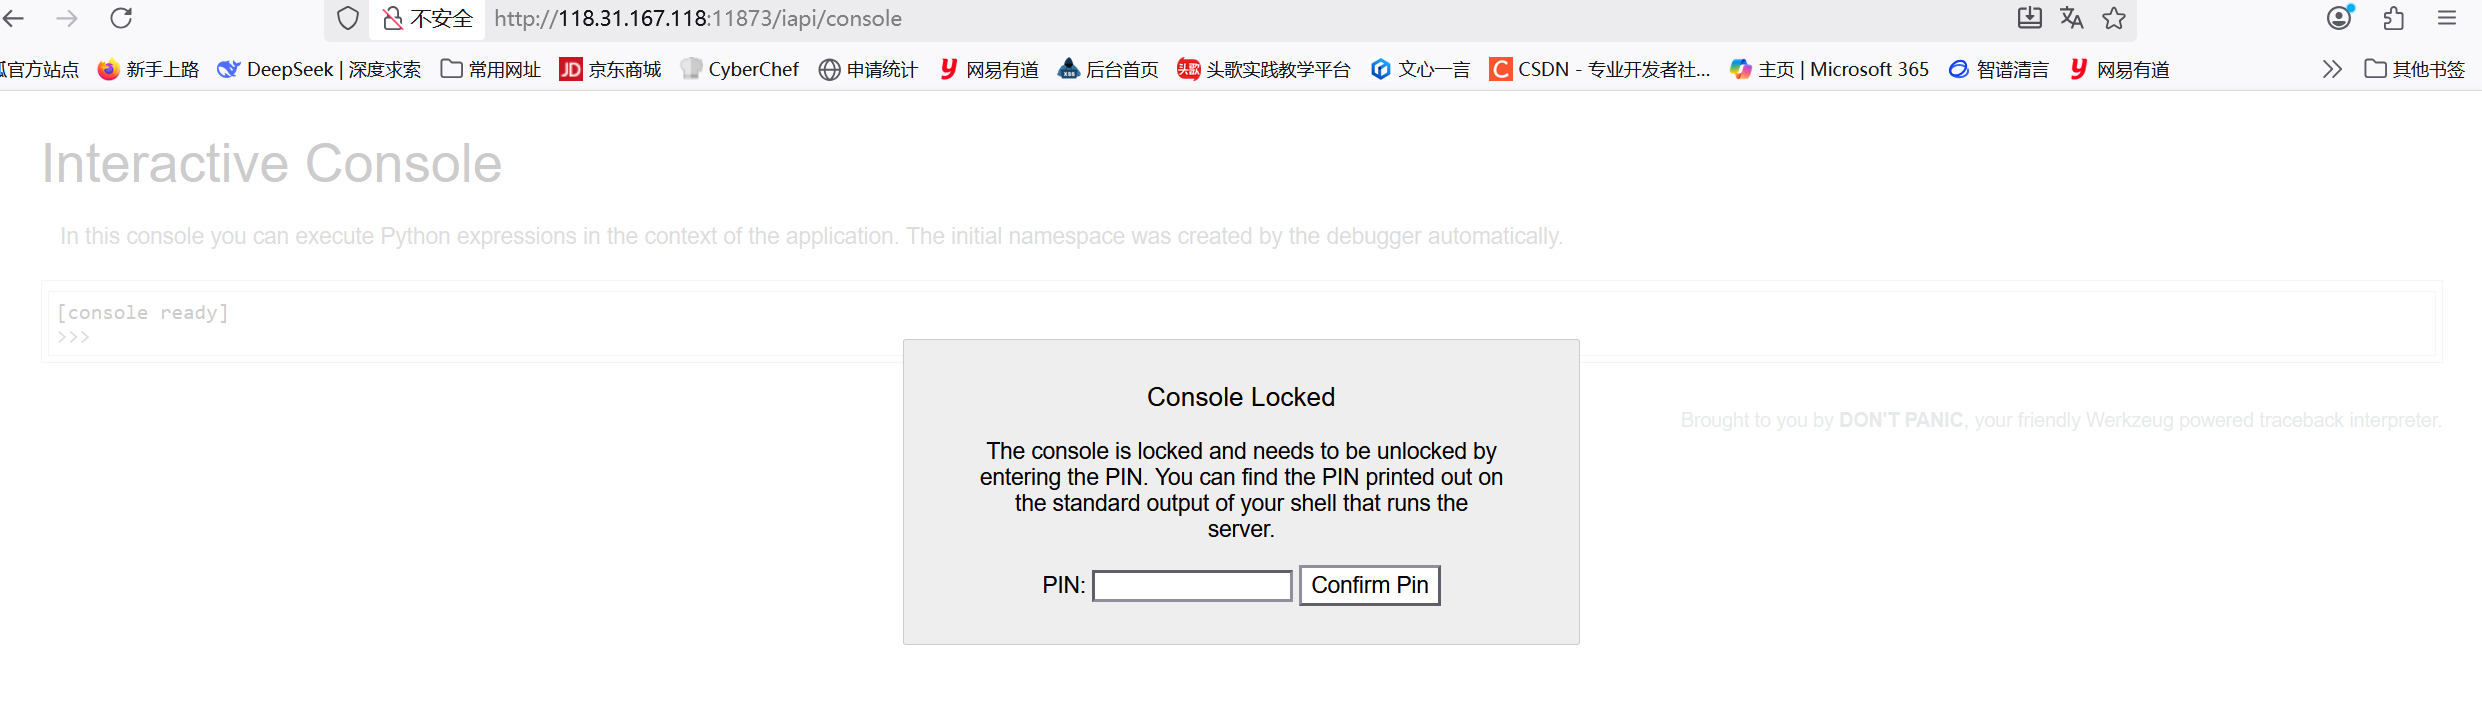 不安全 http://118.31.167.118:11873/iapi/console
官方站点 新手上路 DeepSeek | 深度求索 常用网址 JD 京东商城 CyberChef 申请统计 网易有道 后台首页 头歌 头歌实践教学平台 文心一言 C CSDN - 专业开发者社... 主页 | Microsoft 365 智谱清言 网易有道 其他书签
Interactive Console
In this console you can execute Python expressions in the context of the application. The initial namespace was created by the debugger automatically.
[console ready]
>>>
Console Locked
The console is locked and needs to be unlocked by
entering the PIN. You can find the PIN printed out on
the standard output of your shell that runs the
server.
PIN: Confirm Pin
Brought to you by DON'T PANIC, your friendly Werkzeug powered traceback interpreter.